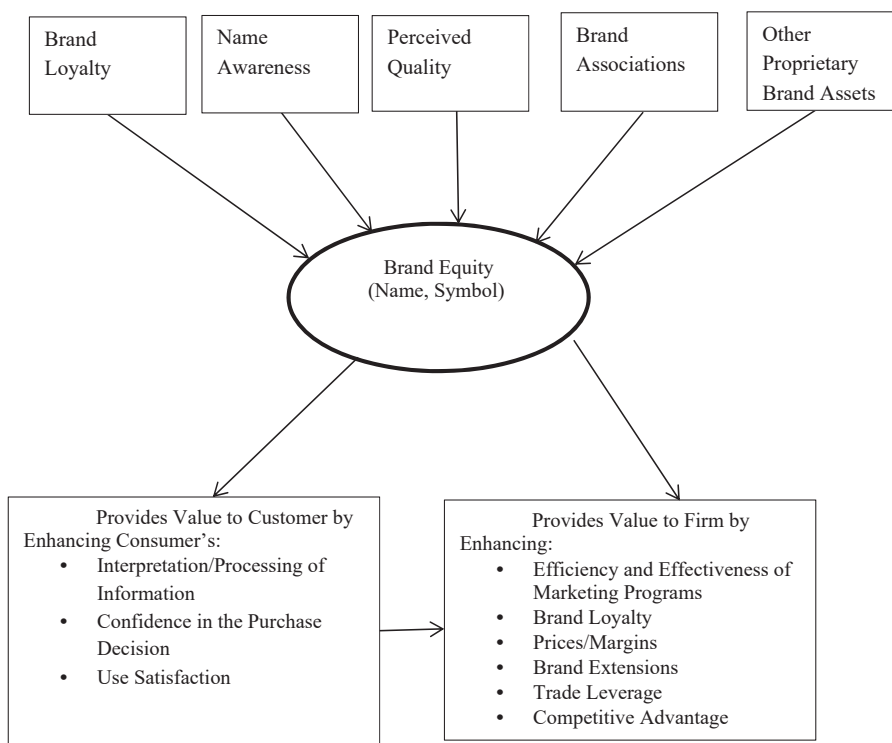 Brand
Loyalty
Name
Awareness
Perceived
Quality
Brand
Associations
Other
Proprietary
Brand Assets
Brand Equity
(Name, Symbol)
Provides Value to Customer by
Enhancing Consumer's:
• Interpretation/Processing of
Information
• Confidence in the Purchase
Decision
• Use Satisfaction
Provides Value to Firm by
Enhancing:
• Efficiency and Effectiveness of
Marketing Programs
• Brand Loyalty
• Prices/Margins
• Brand Extensions
• Trade Leverage
• Competitive Advantage